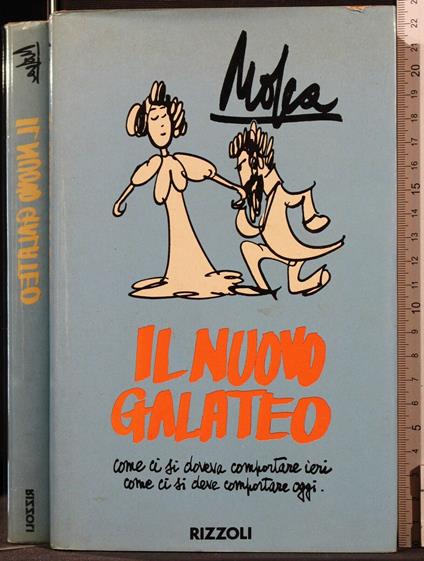 Mosca
IL NUOVO
GALATEO
come ci si doveva comportare ieri
come ci si deve comportare oggi.
RIZZOLI
Mosca
IL NUOVO GALATEO
RIZZOLI